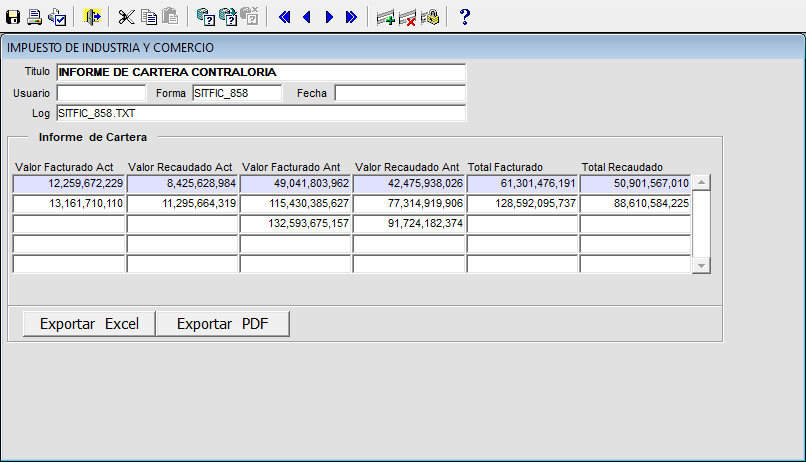 IMPUESTO DE INDUSTRIA Y COMERCIO
Titulo INFORME DE CARTERA CONTRALORIA
Usuario Forma SITFIC_858 Fecha
Log SITFIC_858.TXT
Informe de Cartera
Valor Facturado Act Valor Recaudado Act Valor Facturado Ant Valor Recaudado Ant Total Facturado Total Recaudado
12,259,672,229 8,425,628,984 49,041,803,962 42,475,938,026 61,301,476,191 50,901,567,010
13,161,710,110 11,295,664,319 115,430,385,627 77,314,919,906 128,592,095,737 88,610,584,225
132,593,675,157 91,724,182,374
Exportar Excel Exportar PDF